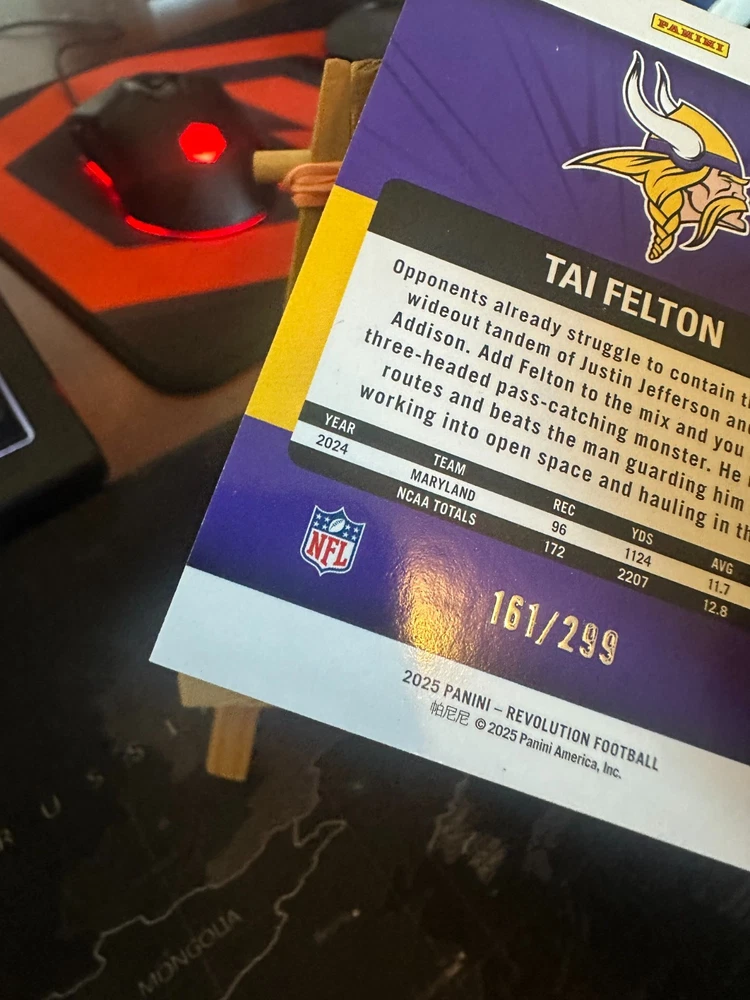 PANINI
TAI FELTON
Opponents already struggle to contain
wideout tandem of Justin Jefferson
Addison. Add Felton to the mix and you
three-headed pass-catching monster. He
routes and beats the man guarding him
working into open space and hauling in
YEAR TEAM REC YDS AVG
2024 MARYLAND 96 1124 11.7
NCAA TOTALS 172 2207 12.8
NFL
161/299
2025 PANINI – REVOLUTION FOOTBALL
帕尼尼 © 2025 Panini America, Inc.
RUSSI
MONGOLIA